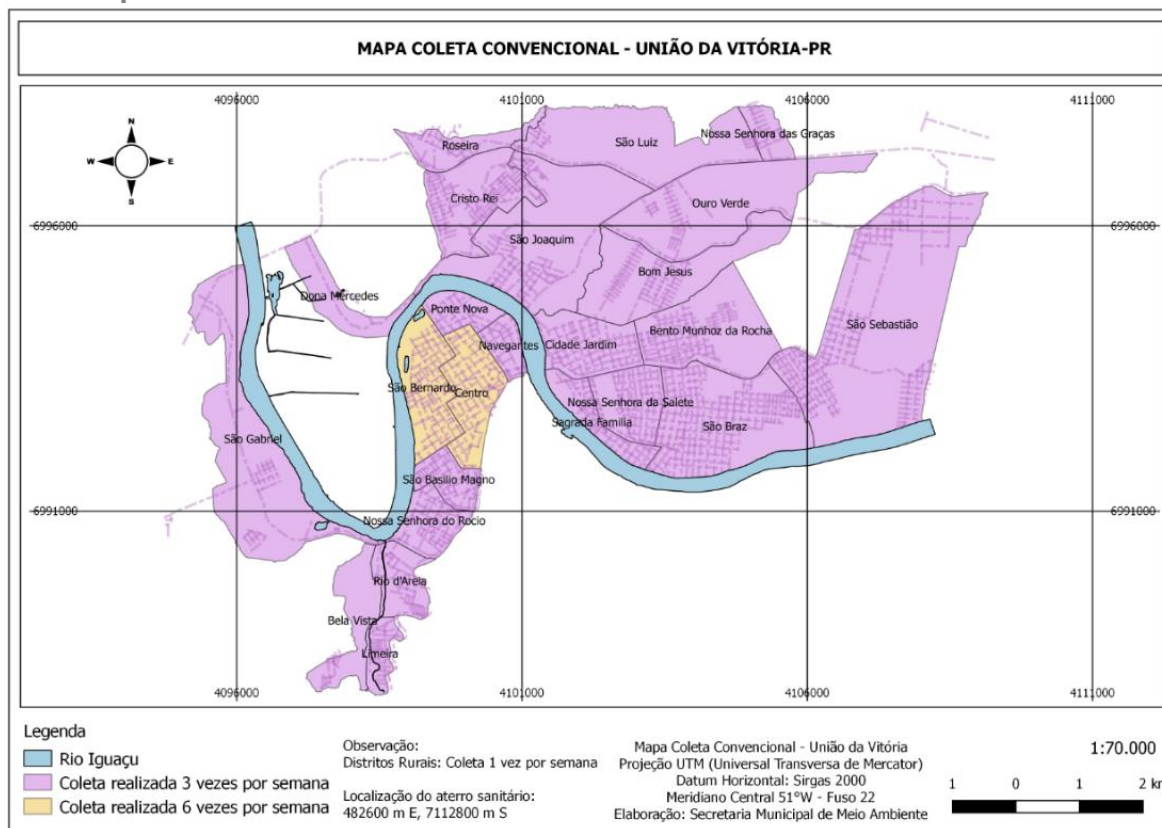 MAPA COLETA CONVENCIONAL - UNIÃO DA VITÓRIA-PR
4096000
4101000
4106000
4111000
N
W
E
S
Nossa Senhora das Graças
São Luiz
Roseira
Cristo Rei
Ouro Verde
6996000
6996000
São Joaquim
Bom Jesus
Dona Mercedes
Ponte Nova
São Sebastião
Bento Munhoz da Rocha
Navegantes
Cidade Jardim
São Bernardo
Centro
Nossa Senhora da Salete
Sagrada Familia
São Braz
São Gabriel
São Basilio Magno
6991000
6991000
Nossa Senhora do Rocio
Rio d'Areia
Bela Vista
Limeira
4096000
4101000
4106000
4111000
Legenda
Rio Iguaçu
Coleta realizada 3 vezes por semana
Coleta realizada 6 vezes por semana
Observação:
Distritos Rurais: Coleta 1 vez por semana
Localização do aterro sanitário:
482600 m E, 7112800 m S
Mapa Coleta Convencional - União da Vitória
Projeção UTM (Universal Transversa de Mercator)
Datum Horizontal: Sirgas 2000
Meridiano Central 51°W - Fuso 22
Elaboração: Secretaria Municipal de Meio Ambiente
1:70.000
1 0 1 2 km